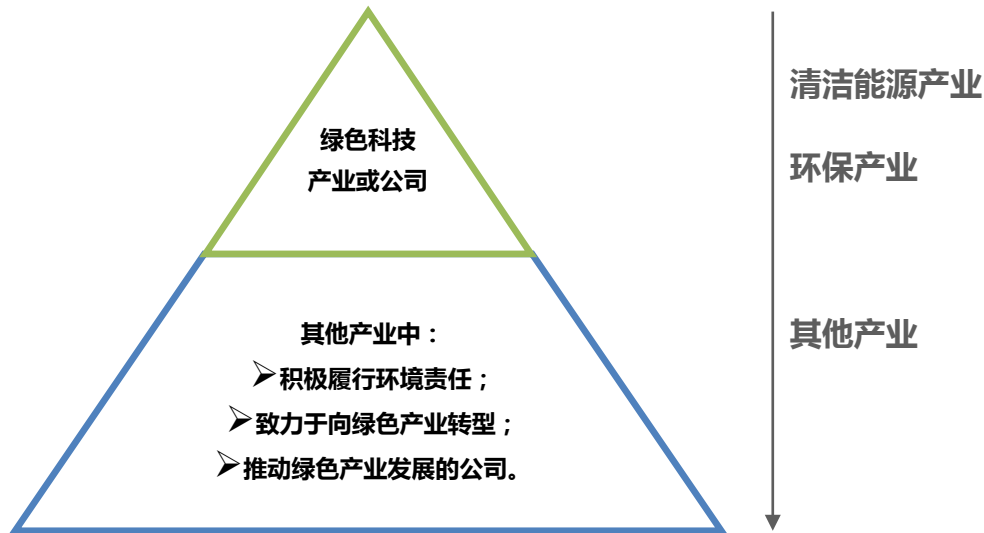 绿色科技
产业或公司
其他产业中：
➢积极履行环境责任；
➢致力于向绿色产业转型；
➢推动绿色产业发展的公司。
清洁能源产业
环保产业
其他产业